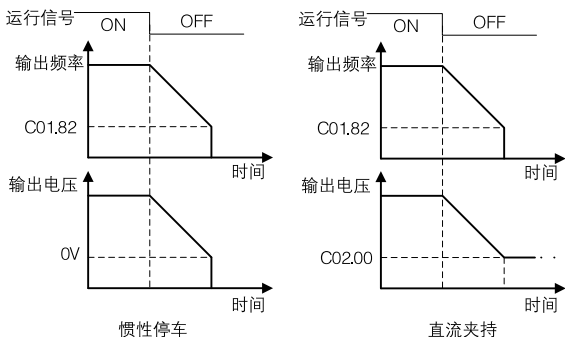 运行信号
ON
OFF
输出频率
C01.82
时间
输出电压
0V
时间
惯性停车
运行信号
ON
OFF
输出频率
C01.82
时间
输出电压
C02.00
时间
直流夹持